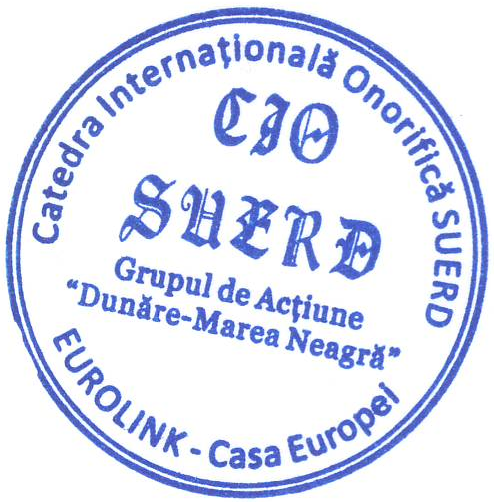 Catedra Internațională Onorifică SUERD
CIO
SUERD
Grupul de Acțiune
“Dunăre-Marea Neagră”
EUROLINK - Casa Europei